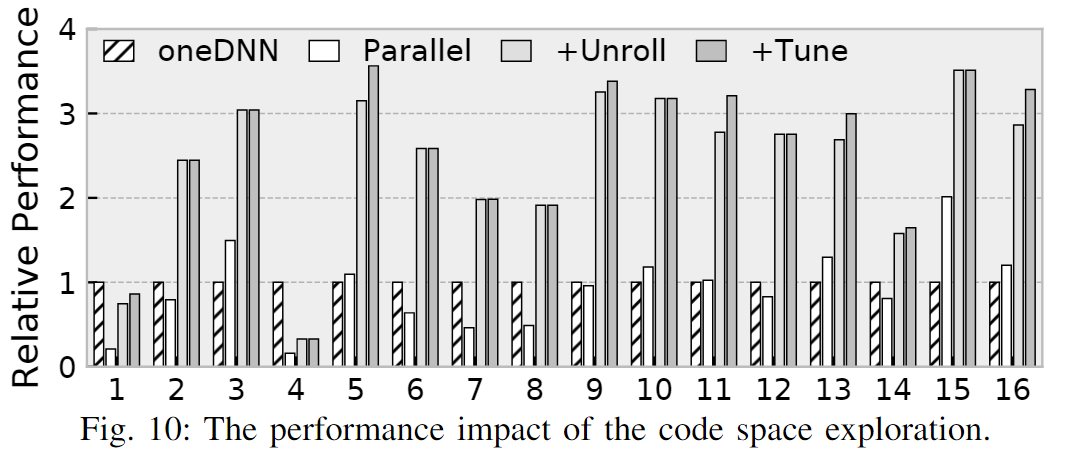 Relative Performance
4
3
2
1
0
oneDNN Parallel +Unroll +Tune
1 2 3 4 5 6 7 8 9 10 11 12 13 14 15 16
Fig. 10: The performance impact of the code space exploration.